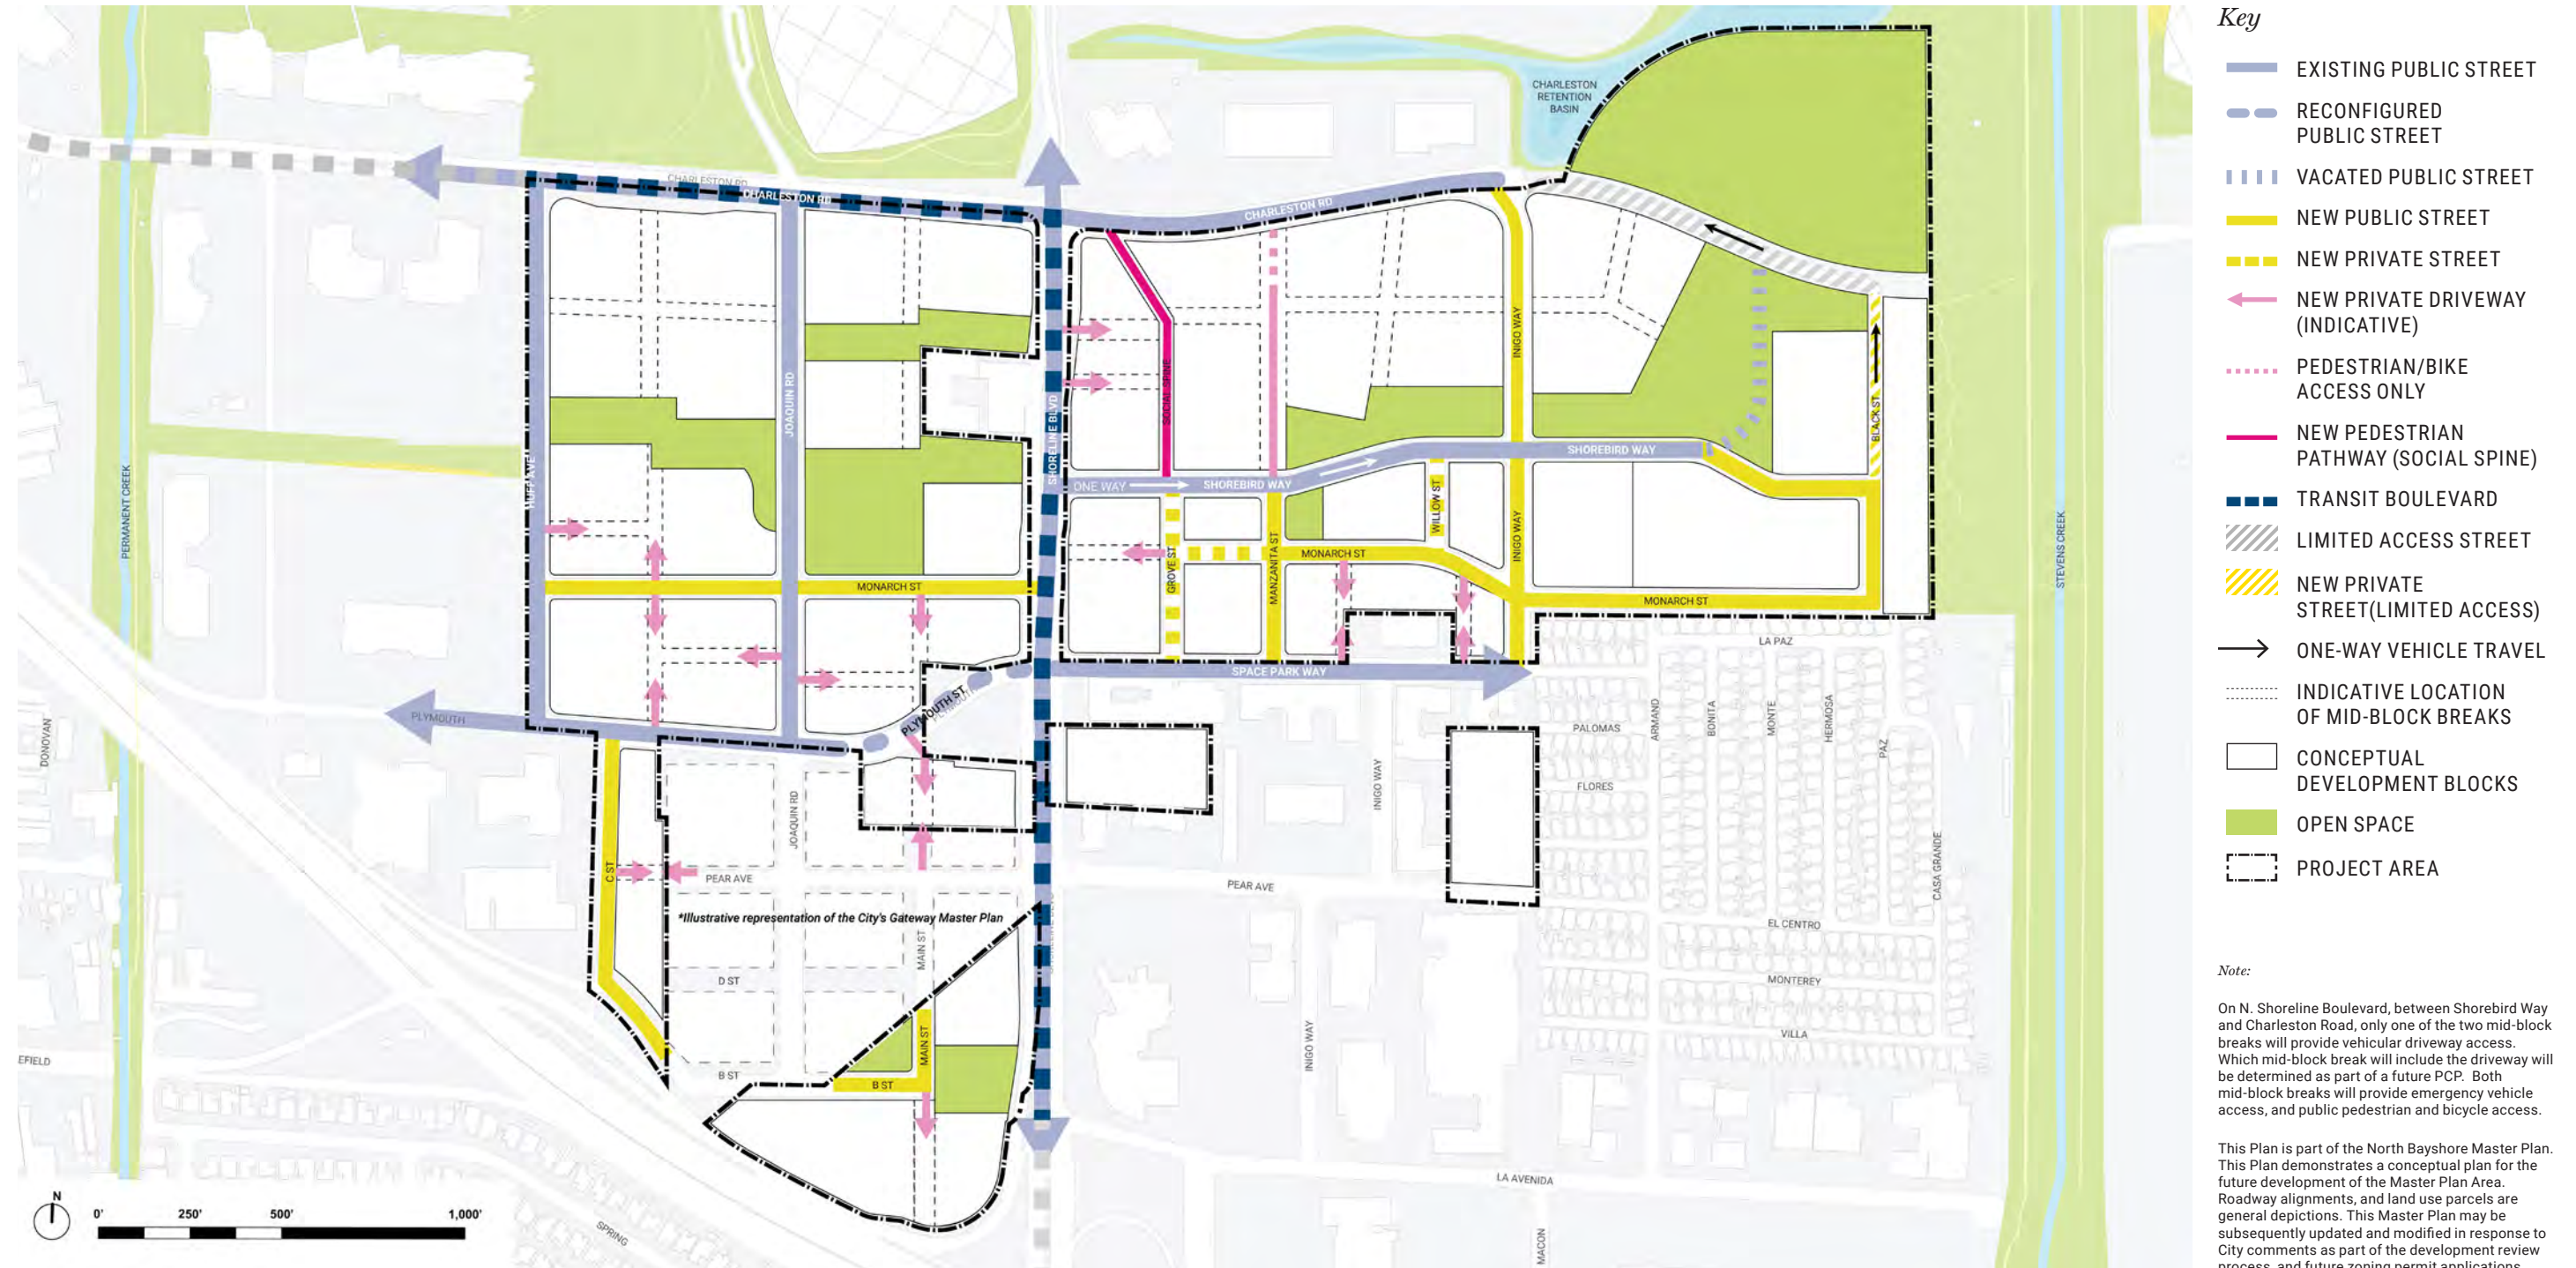 CHARLESTON RETENTION BASIN
CHARLESTON RD
CHARLESTON RD
CHARLESTON RD
HUFF AVE
JOAQUIN RD
SHORELINE BLVD
SOCIAL SPINE
INIGO WAY
BLACK ST
PERMANENT CREEK
STEVENS CREEK
ONE WAY
SHOREBIRD WAY
SHOREBIRD WAY
WILLOW ST
INIGO WAY
GROVE ST
MANZANITA ST
MONARCH ST
MONARCH ST
MONARCH ST
SPACE PARK WAY
PLYMOUTH ST
PLYMOUTH
LA PAZ
PALOMAS
FLORES
ARMAND
BONITA
MONTE
HERMOSA
PAZ
CASA GRANDE
DONOVAN
C ST
JOAQUIN RD
INIGO WAY
PEAR AVE
PEAR AVE
*Illustrative representation of the City's Gateway Master Plan
MAIN ST
D ST
EL CENTRO
MONTEREY
VILLA
EFIELD
B ST
B ST
MAIN ST
INIGO WAY
LA AVENIDA
MACON
SPRING
N
0'
250'
500'
1,000'
Key
EXISTING PUBLIC STREET
RECONFIGURED
PUBLIC STREET
VACATED PUBLIC STREET
NEW PUBLIC STREET
NEW PRIVATE STREET
NEW PRIVATE DRIVEWAY
(INDICATIVE)
PEDESTRIAN/BIKE
ACCESS ONLY
NEW PEDESTRIAN
PATHWAY (SOCIAL SPINE)
TRANSIT BOULEVARD
LIMITED ACCESS STREET
NEW PRIVATE
STREET(LIMITED ACCESS)
ONE-WAY VEHICLE TRAVEL
INDICATIVE LOCATION
OF MID-BLOCK BREAKS
CONCEPTUAL
DEVELOPMENT BLOCKS
OPEN SPACE
PROJECT AREA
Note:
On N. Shoreline Boulevard, between Shorebird Way
and Charleston Road, only one of the two mid-block
breaks will provide vehicular driveway access.
Which mid-block break will include the driveway will
be determined as part of a future PCP. Both
mid-block breaks will provide emergency vehicle
access, and public pedestrian and bicycle access.
This Plan is part of the North Bayshore Master Plan.
This Plan demonstrates a conceptual plan for the
future development of the Master Plan Area.
Roadway alignments, and land use parcels are
general depictions. This Master Plan may be
subsequently updated and modified in response to
City comments as part of the development review
process, and future zoning permit applications